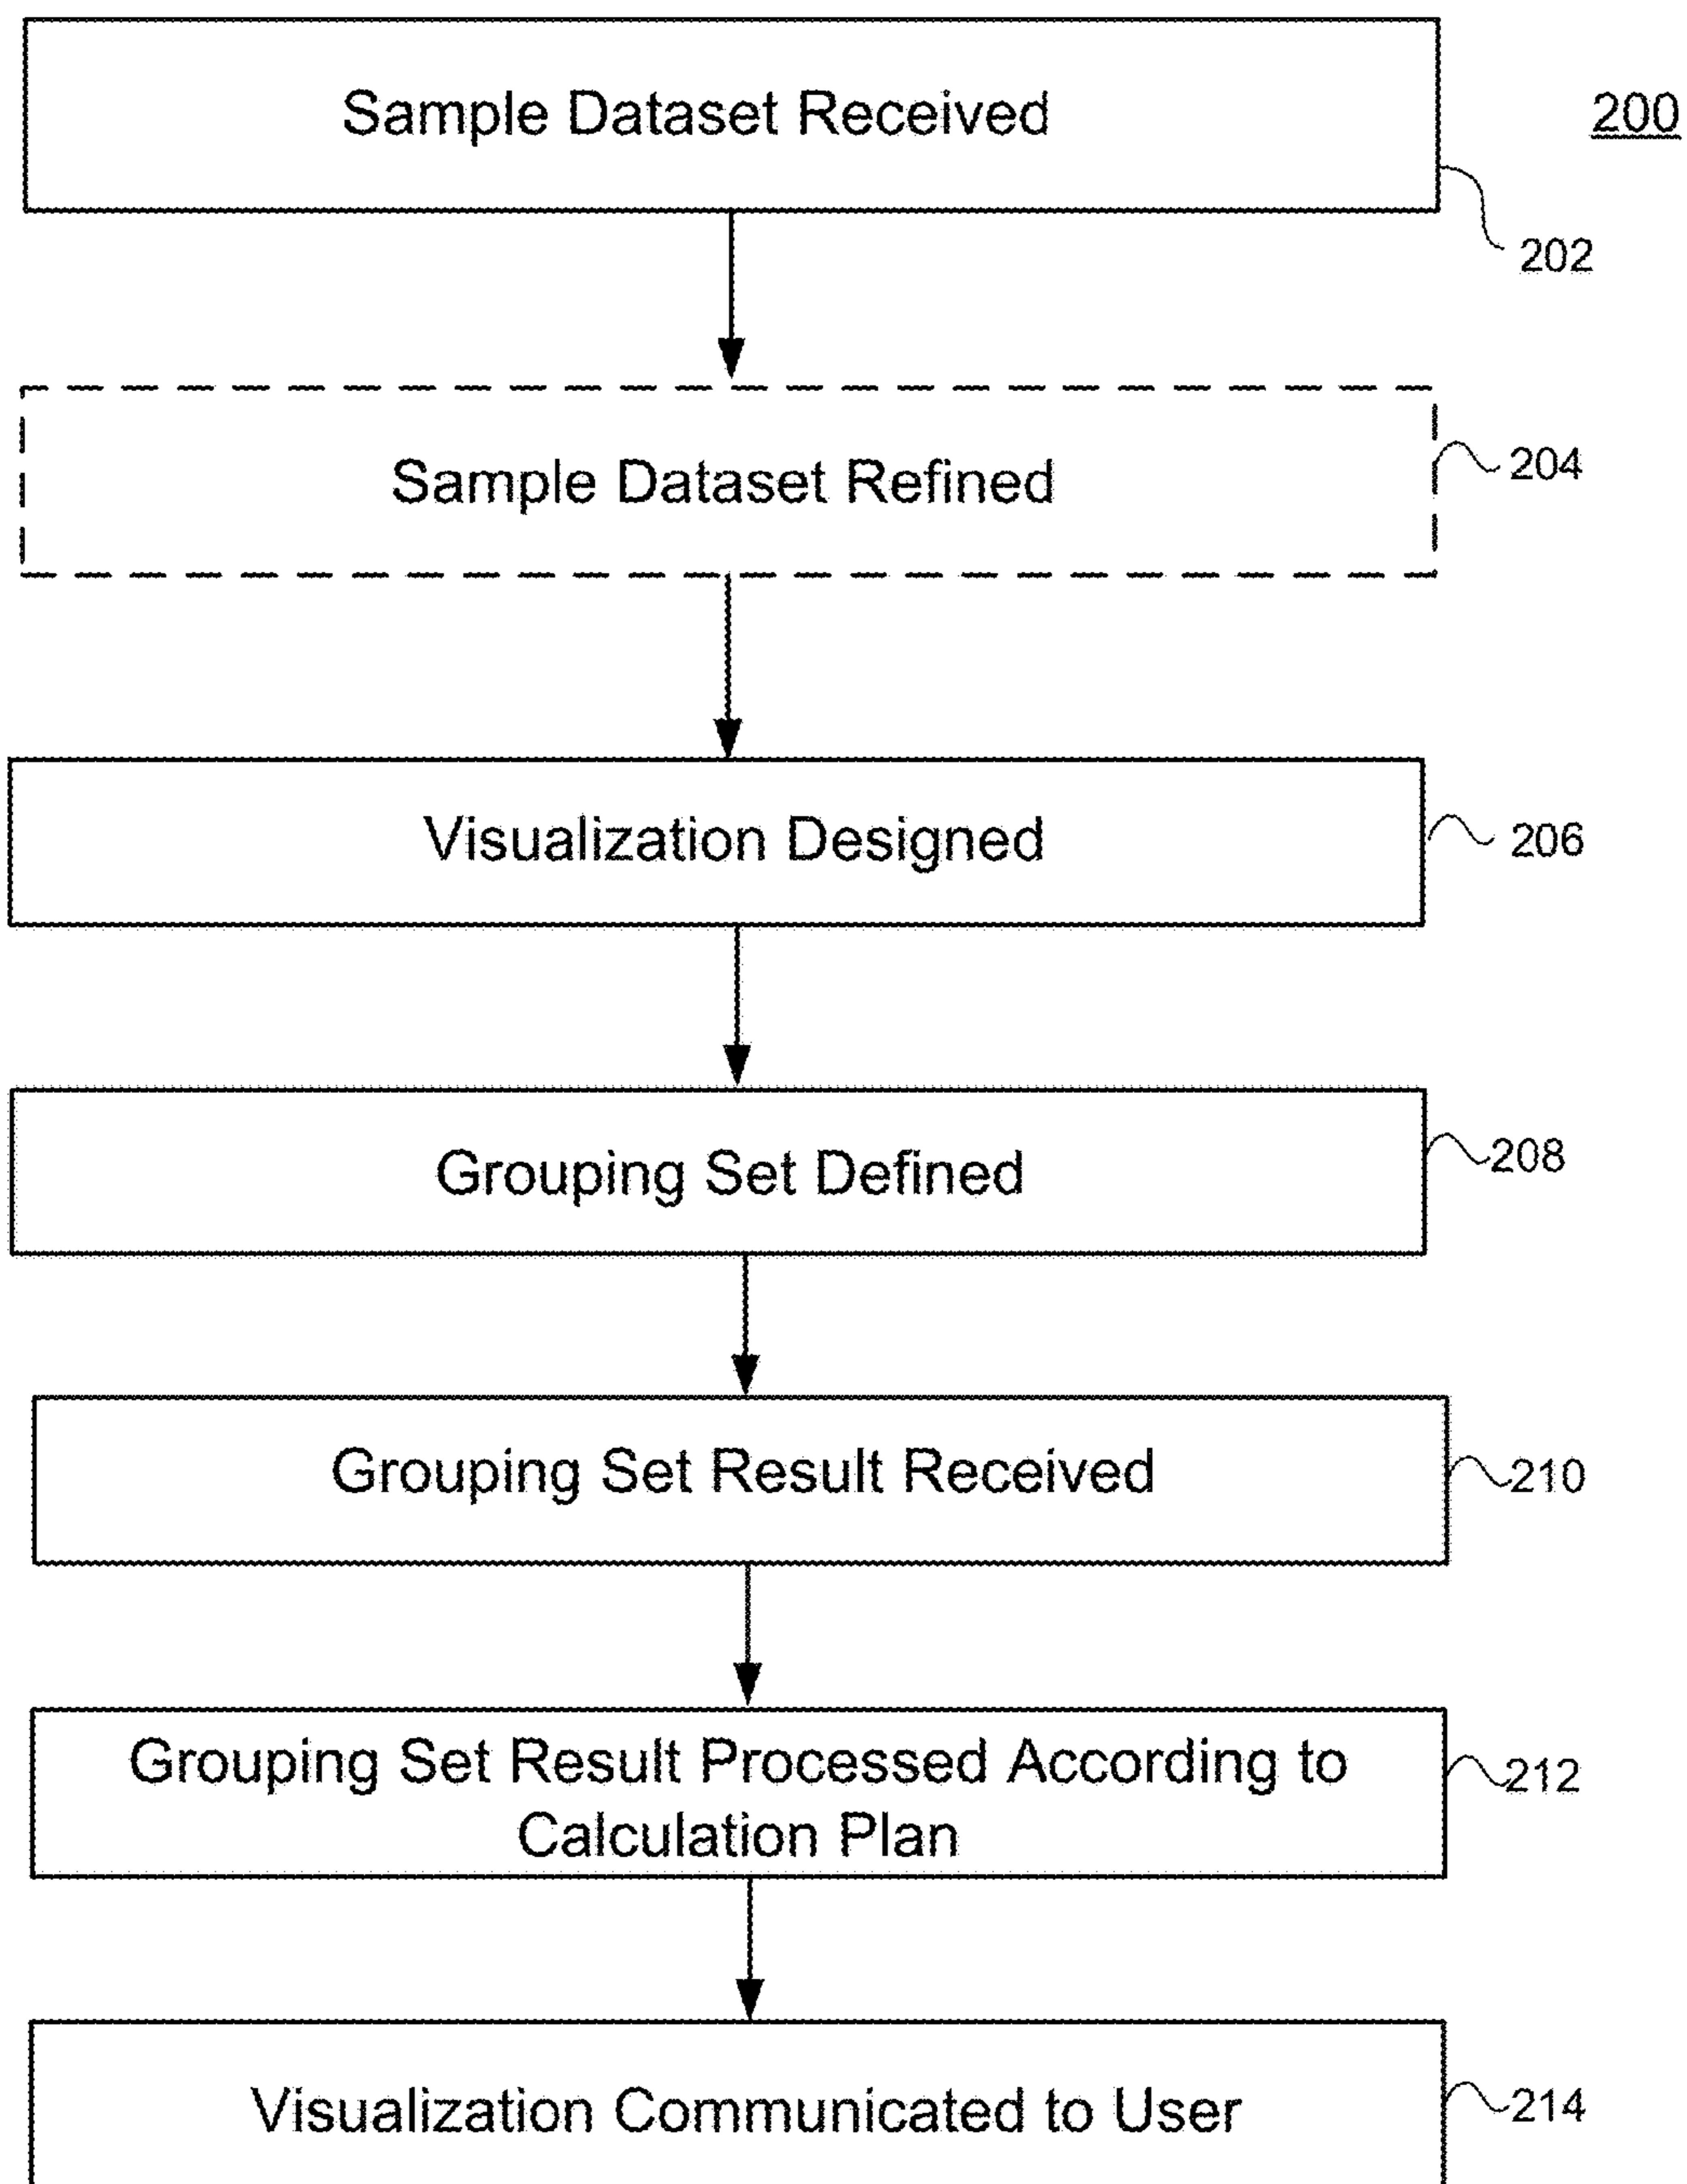 Sample Dataset Received
200
202
Sample Dataset Refined
204
Visualization Designed
206
Grouping Set Defined
208
Grouping Set Result Received
210
Grouping Set Result Processed According to
Calculation Plan
212
Visualization Communicated to User
214